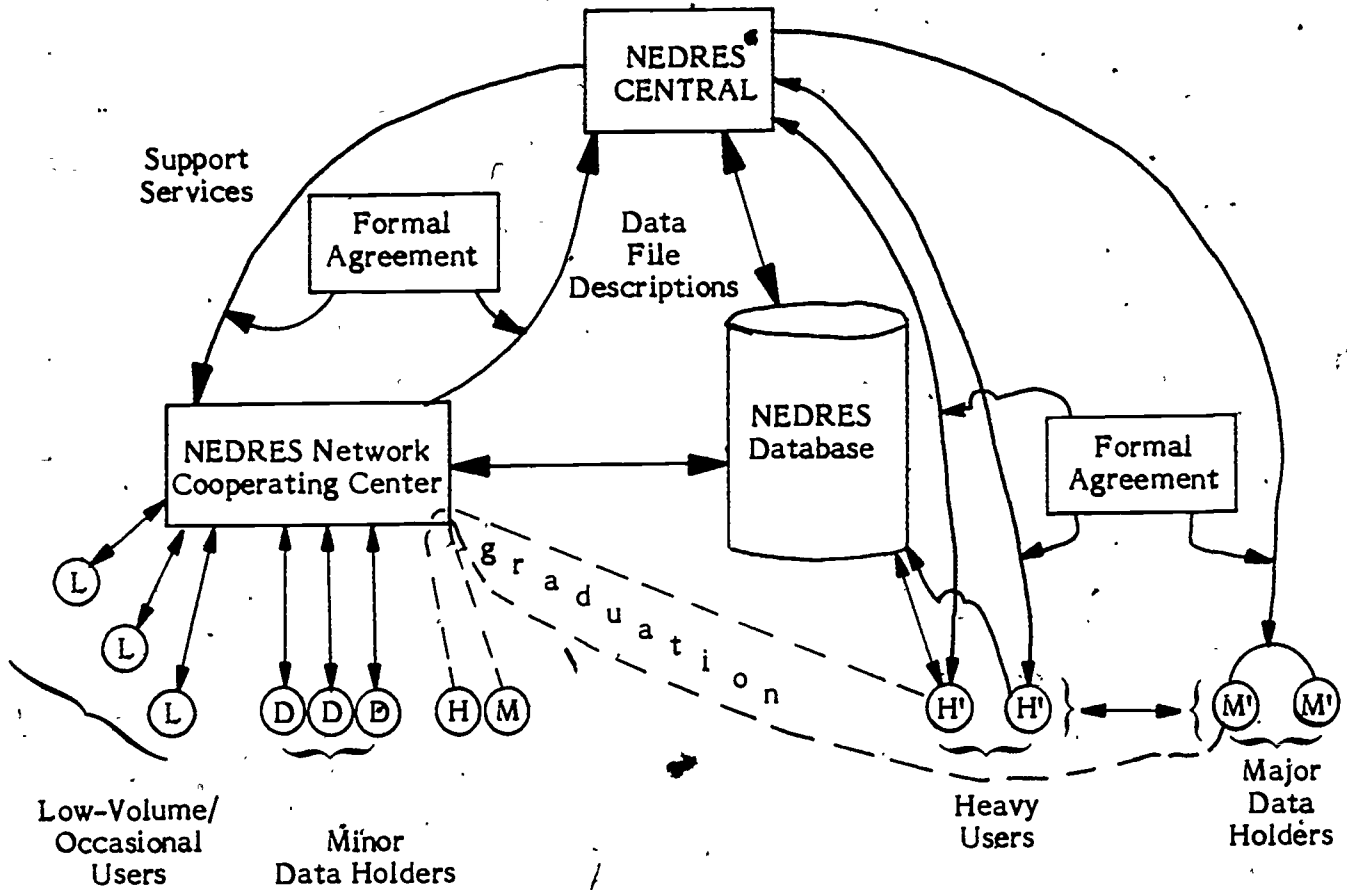 NEDRES
CENTRAL
Support
Services
Formal
Agreement
Data
File
Descriptions
NEDRES Network
Cooperating Center
NEDRES
Database
Formal
Agreement
graduation
L
L
L
D
D
D
H
M
H'
H'
M'
M'
Low-Volume/
Occasional
Users
Minor
Data Holders
Heavy
Users
Major
Data
Holders